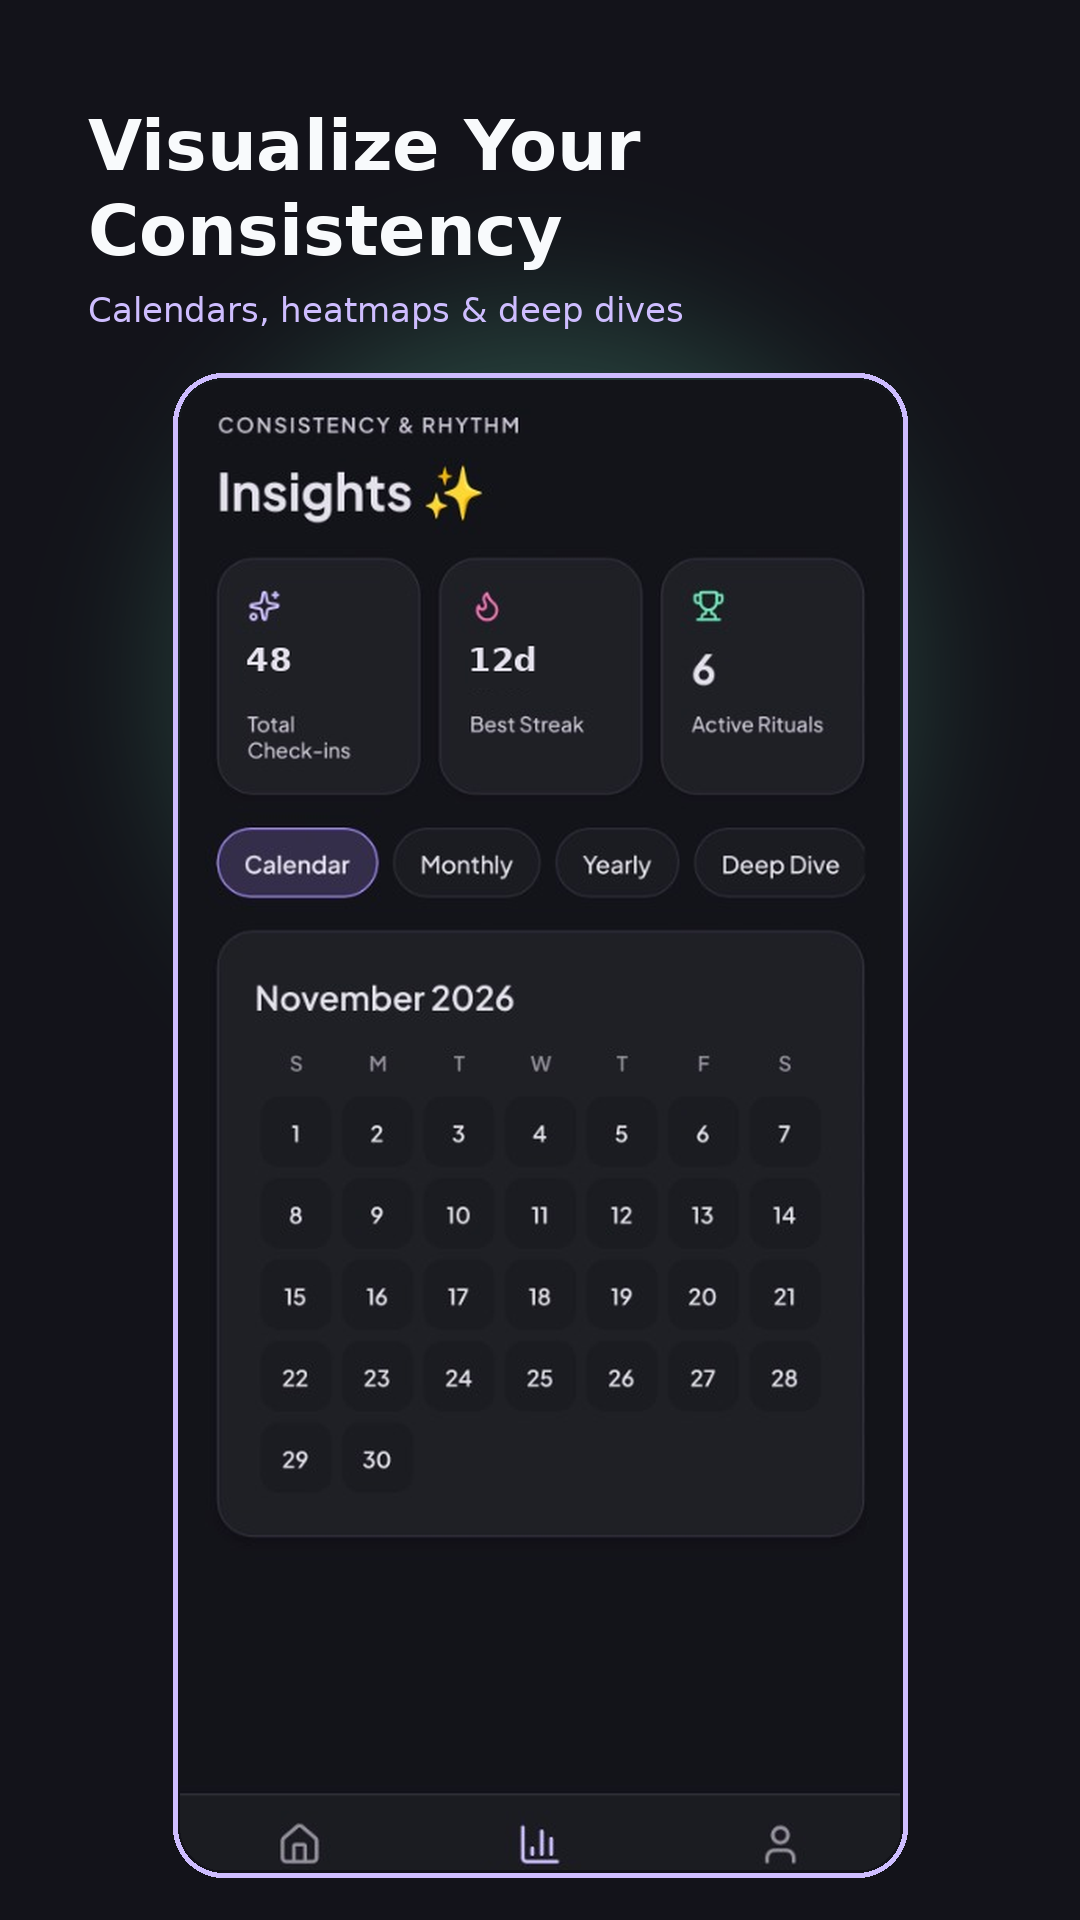 Visualize Your
Consistency
Calendars, heatmaps & deep dives
CONSISTENCY & RHYTHM
Insights ✨
48
12d
6
Total
Check-ins
Best Streak
Active Rituals
Calendar Monthly Yearly Deep Dive
November 2026
S M T W T F S
1 2 3 4 5 6 7
8 9 10 11 12 13 14
15 16 17 18 19 20 21
22 23 24 25 26 27 28
29 30